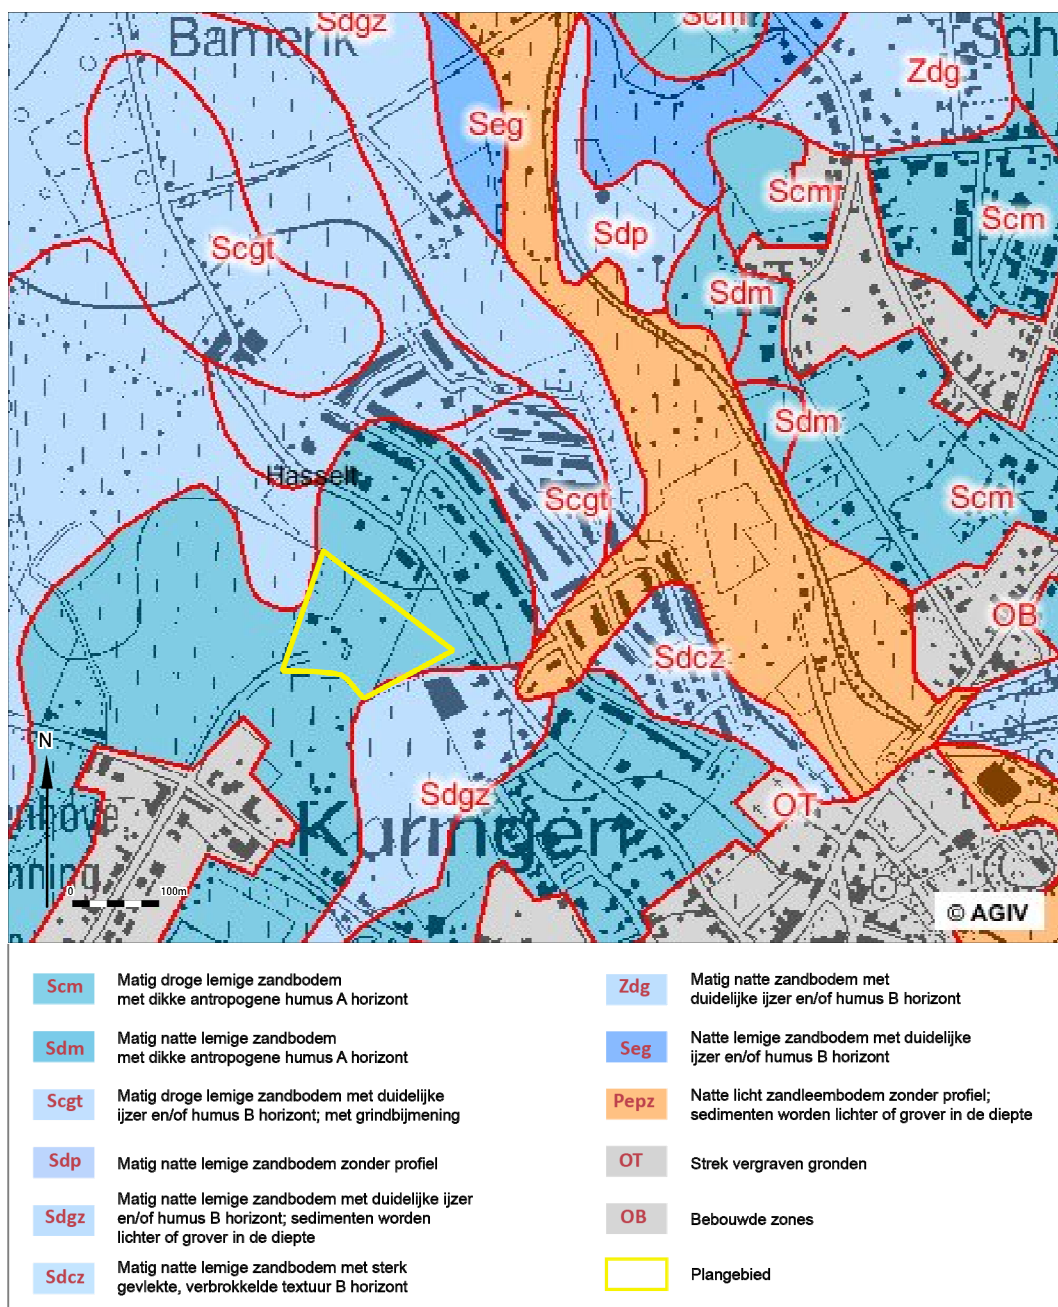 Bamerik
Sdgz
Scm
Sch
Zdg
Seg
Scm
Scm
Scgt
Sdp
Sdm
Sdm
Hasselt
Scgt
Scm
OB
Sdcz
N
Sdgz
OT
Kuringen
nning
0 100m
© AGIV
Scm Matig droge lemige zandbodem
met dikke antropogene humus A horizont
Sdm Matig natte lemige zandbodem
met dikke antropogene humus A horizont
Scgt Matig droge lemige zandbodem met duidelijke
ijzer en/of humus B horizont; met grindbijmening
Sdp Matig natte lemige zandbodem zonder profiel
Sdgz Matig natte lemige zandbodem met duidelijke ijzer
en/of humus B horizont; sedimenten worden
lichter of grover in de diepte
Sdcz Matig natte lemige zandbodem met sterk
gevlekte, verbrokkelde textuur B horizont
Zdg Matig natte zandbodem met
duidelijke ijzer en/of humus B horizont
Seg Natte lemige zandbodem met duidelijke
ijzer en/of humus B horizont
Pepz Natte licht zandleembodem zonder profiel;
sedimenten worden lichter of grover in de diepte
OT Strek vergraven gronden
OB Bebouwde zones
Plangebied